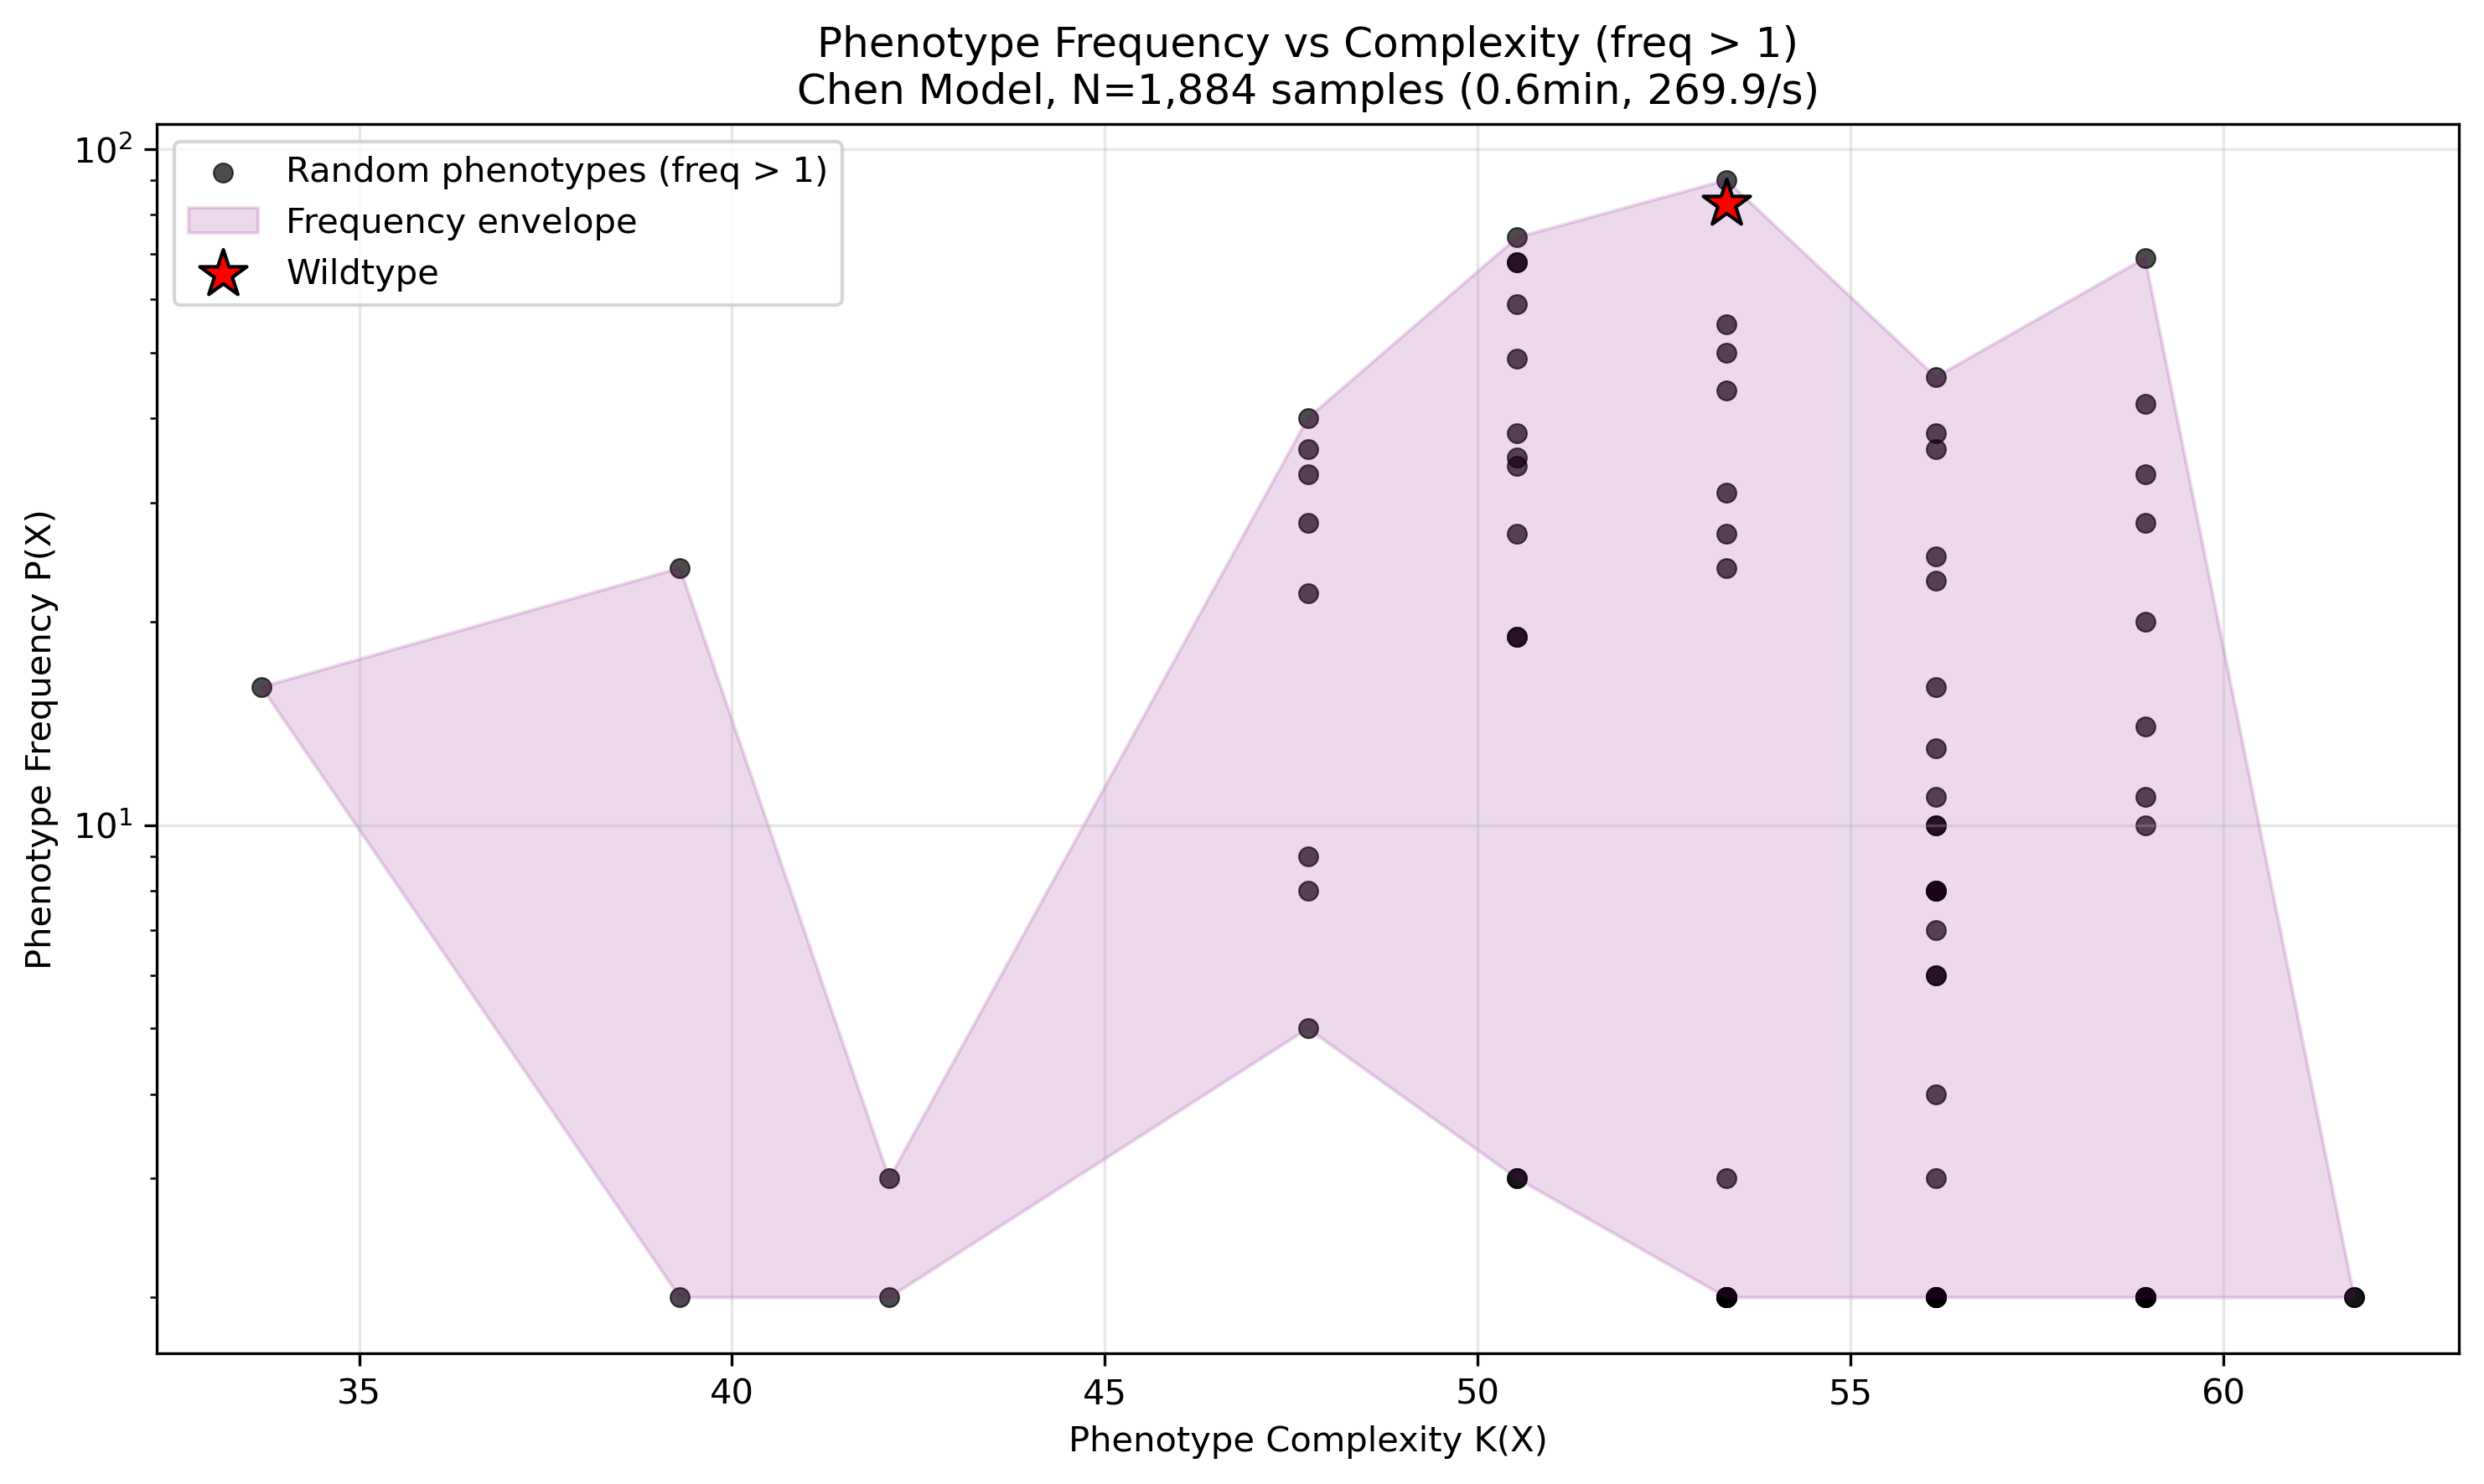 Phenotype Frequency vs Complexity (freq > 1)
Chen Model, N=1,884 samples (0.6min, 269.9/s)
Random phenotypes (freq > 1)
Frequency envelope
Wildtype
Phenotype Frequency P(X)
10²
10¹
35 40 45 50 55 60
Phenotype Complexity K(X)